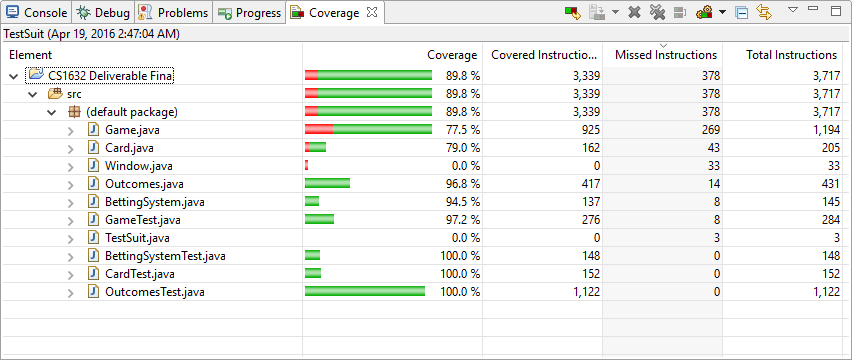 Console Debug Problems Progress Coverage
TestSuit (Apr 19, 2016 2:47:04 AM)
Element Coverage Covered Instructio... Missed Instructions Total Instructions
CS1632 Deliverable Fina 89.8 % 3,339 378 3,717
src 89.8 % 3,339 378 3,717
(default package) 89.8 % 3,339 378 3,717
Game.java 77.5 % 925 269 1,194
Card.java 79.0 % 162 43 205
Window.java 0.0 % 0 33 33
Outcomes.java 96.8 % 417 14 431
BettingSystem.java 94.5 % 137 8 145
GameTest.java 97.2 % 276 8 284
TestSuit.java 0.0 % 0 3 3
BettingSystemTest.java 100.0 % 148 0 148
CardTest.java 100.0 % 152 0 152
OutcomesTest.java 100.0 % 1,122 0 1,122